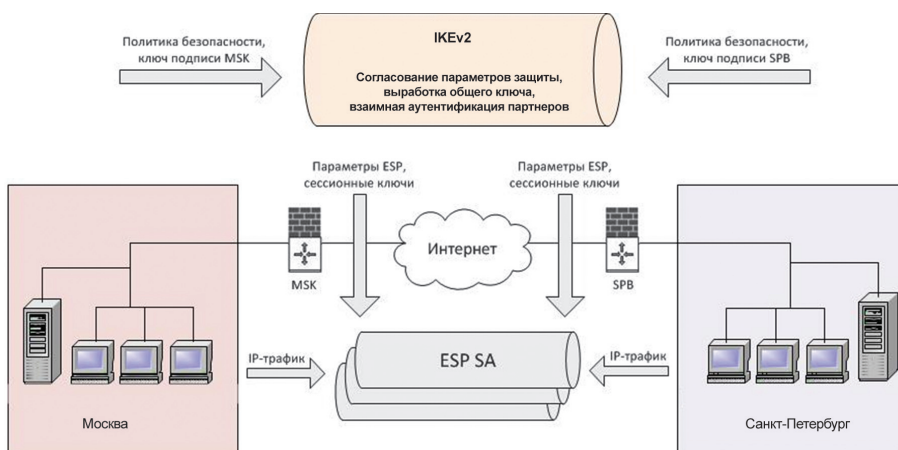 IKEv2
Согласование параметров защиты,
выработка общего ключа,
взаимная аутентификация партнеров
Политика безопасности,
ключ подписи MSK
Политика безопасности,
ключ подписи SPB
Параметры ESP,
сессионные ключи
Параметры ESP,
сессионные ключи
Интернет
MSK
SPB
IP-трафик
ESP SA
IP-трафик
Москва
Санкт-Петербург